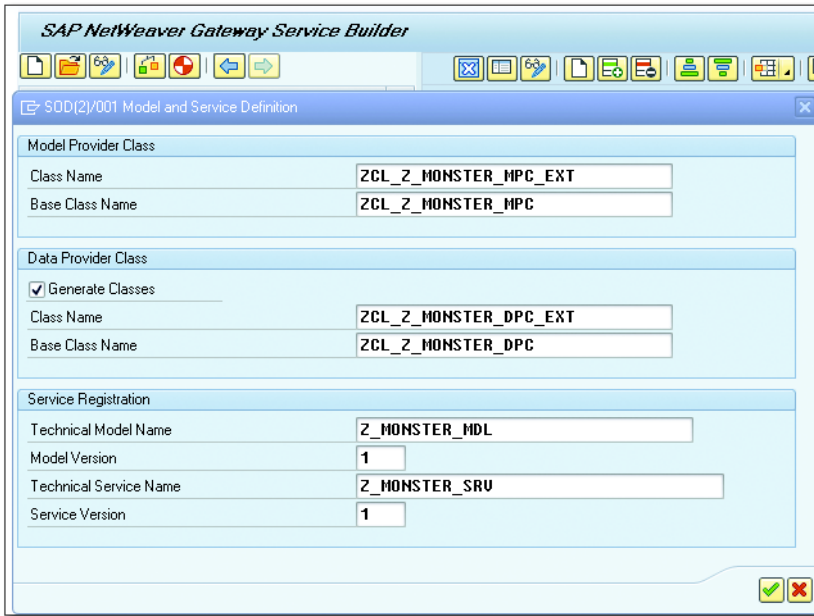 SAP NetWeaver Gateway Service Builder
SOD(2)/001 Model and Service Definition
Model Provider Class
Class Name ZCL_Z_MONSTER_MPC_EXT
Base Class Name ZCL_Z_MONSTER_MPC
Data Provider Class
Generate Classes
Class Name ZCL_Z_MONSTER_DPC_EXT
Base Class Name ZCL_Z_MONSTER_DPC
Service Registration
Technical Model Name Z_MONSTER_MDL
Model Version 1
Technical Service Name Z_MONSTER_SRV
Service Version 1